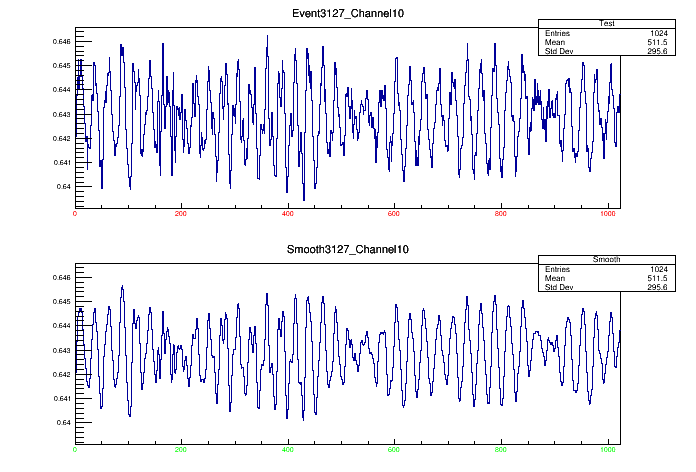 Event3127_Channel10
Test
Entries 1024
Mean 511.5
Std Dev 295.6
0.646
0.645
0.644
0.643
0.642
0.641
0.64
0 200 400 600 800 1000
Smooth3127_Channel10
Smooth
Entries 1024
Mean 511.5
Std Dev 295.6
0.646
0.645
0.644
0.643
0.642
0.641
0.64
0 200 400 600 800 1000